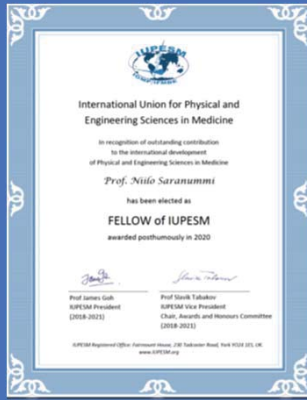 IUPESM
International Union for Physical and
Engineering Sciences in Medicine
In recognition of outstanding contribution
to the international development
of Physical and Engineering Sciences in Medicine
Prof. Niilo Saranummi
has been elected as
FELLOW of IUPESM
awarded posthumously in 2020
Prof James Goh
IUPESM President
(2018-2021)
Prof Slavik Tabakov
IUPESM Vice President
Chair, Awards and Honours Committee
(2018-2021)
IUPESM Registered Office: Fairmount House, 230 Tadcaster Road, York YO24 1ES, UK
www.IUPESM.org